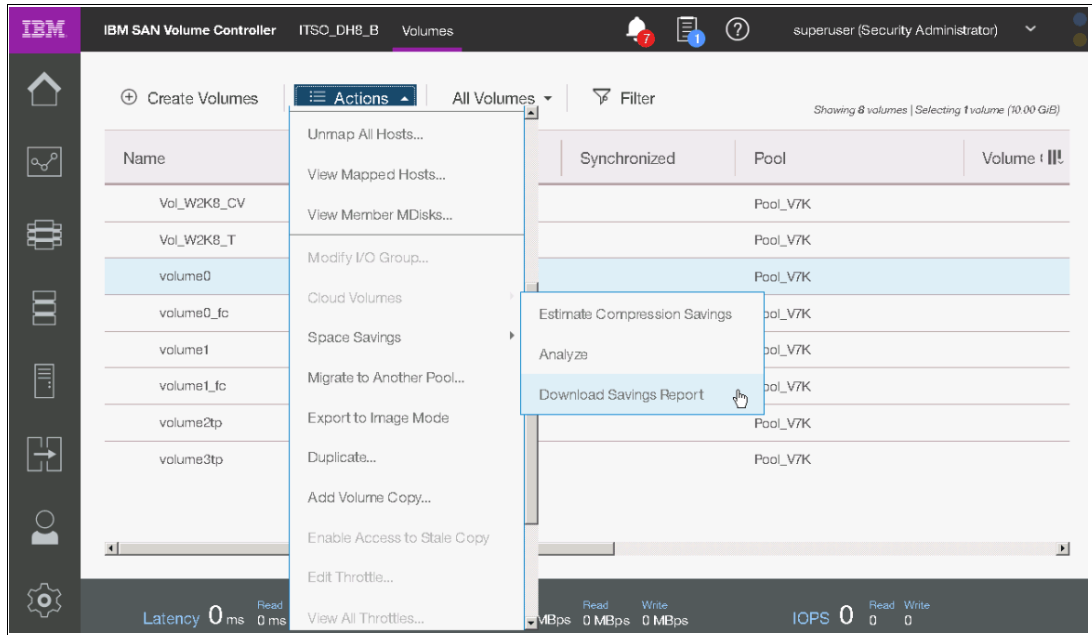 IBM IBM SAN Volume Controller ITSO_DH8_B Volumes 7 1 ? superuser (Security Administrator)
Create Volumes Actions All Volumes Filter
Showing 8 volumes | Selecting 1 volume (10.00 GiB)
Name Synchronized Pool Volume
Vol_W2K8_CV Pool_V7K
Vol_W2K8_T Pool_V7K
volume0 Pool_V7K
volume0_fc
volume1
volume1_fc
volume2tp Pool_V7K
volume3tp Pool_V7K
Unmap All Hosts...
View Mapped Hosts...
View Member MDisks...
Modify I/O Group...
Cloud Volumes
Space Savings
Migrate to Another Pool...
Export to Image Mode
Duplicate...
Add Volume Copy...
Enable Access to Stale Copy
Edit Throttle...
View All Throttles...
Estimate Compression Savings ool_V7K
Analyze ool_V7K
Download Savings Report ool_V7K
Latency 0 ms Read 0 ms MBps Read 0 MBps Write 0 MBps IOPS 0 Read 0 Write 0